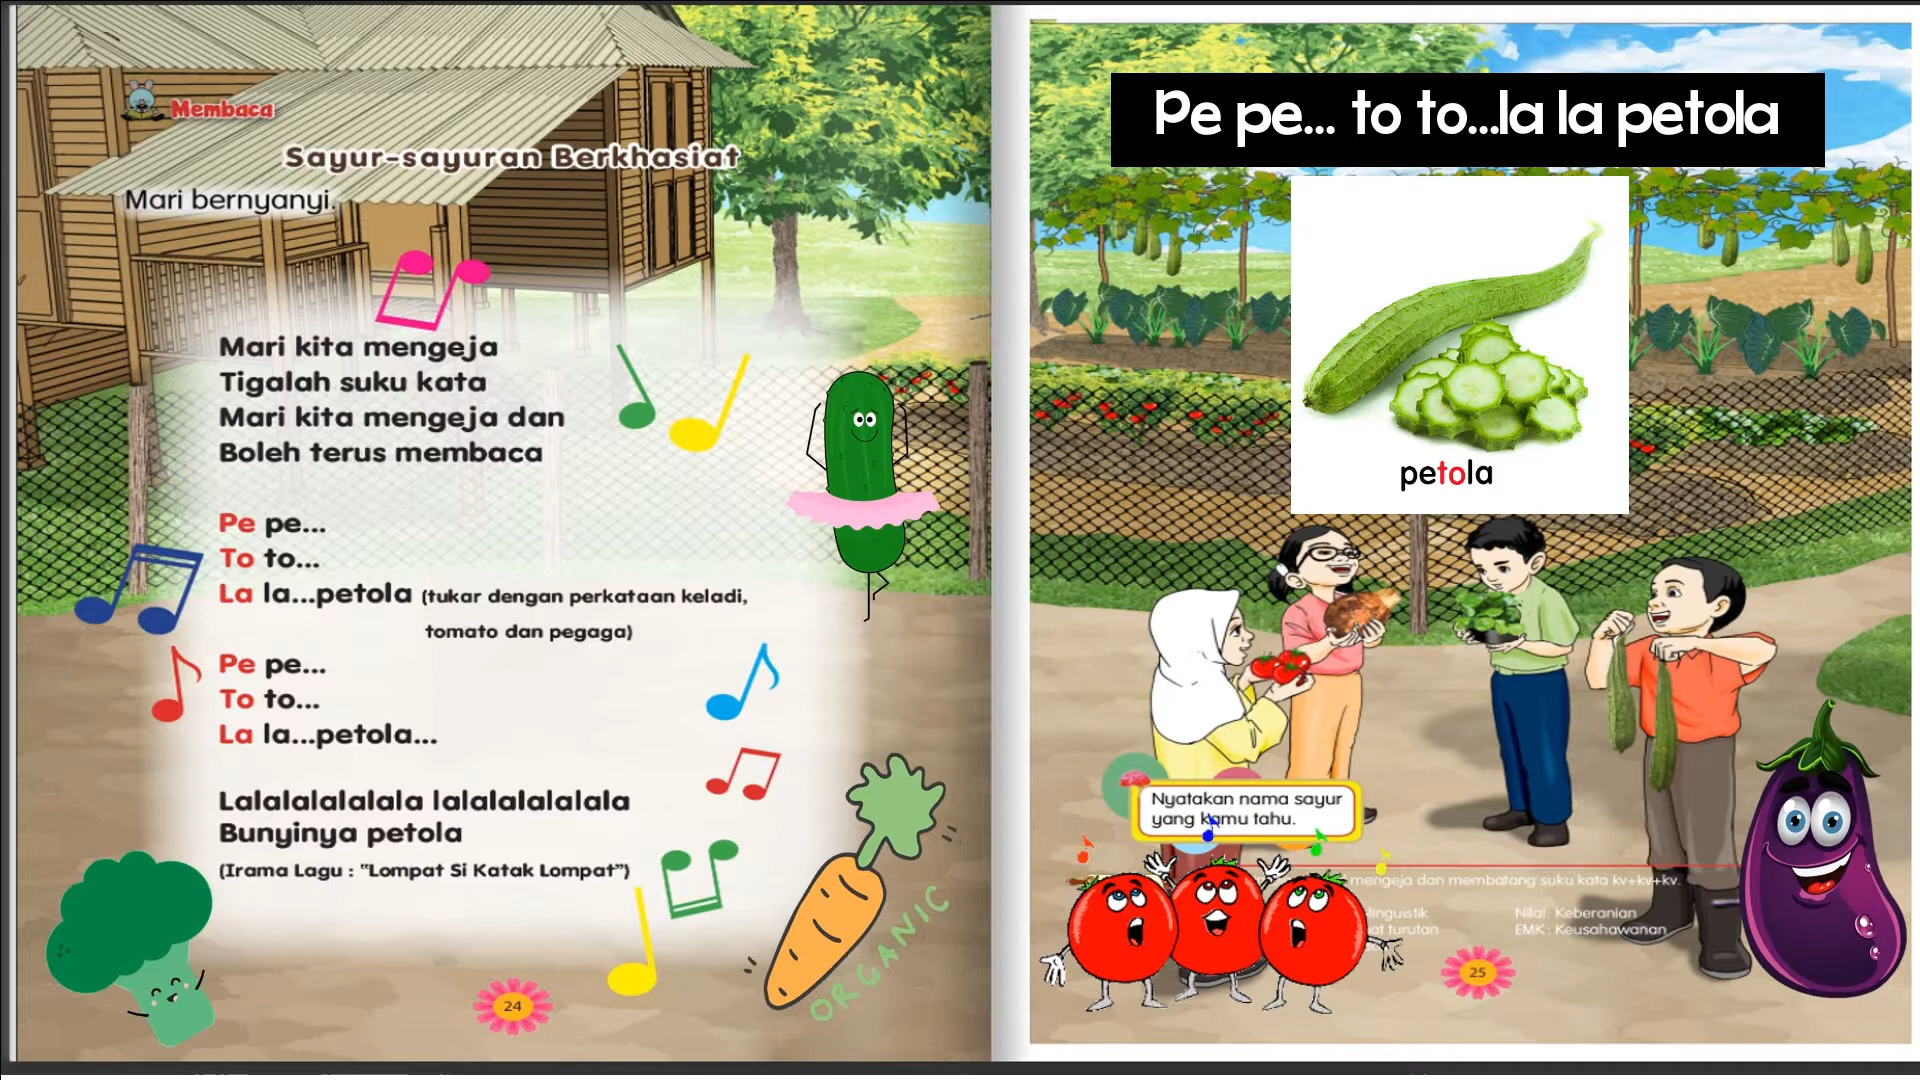 Membaca
Sayur-sayuran Berkhasiat
Mari bernyanyi.
Mari kita mengeja
Tigalah suku kata
Mari kita mengeja dan
Boleh terus membaca
Pe pe...
To to...
La la...petola (tukar dengan perkataan keladi,
tomato dan pegaga)
Pe pe...
To to...
La la...petola...
Lalalalalalala lalalalalalala
Bunyinya petola
(Irama Lagu : "Lompat Si Katak Lompat")
ORGANIC
24
Pe pe... to to...la la petola
petola
Nyatakan nama sayur
yang kamu tahu.
mengeja dan membatang suku kata kv+kv+kv.
linguistik
Nilai: Keberanian
turutan
EMK: Keusahawanan
25